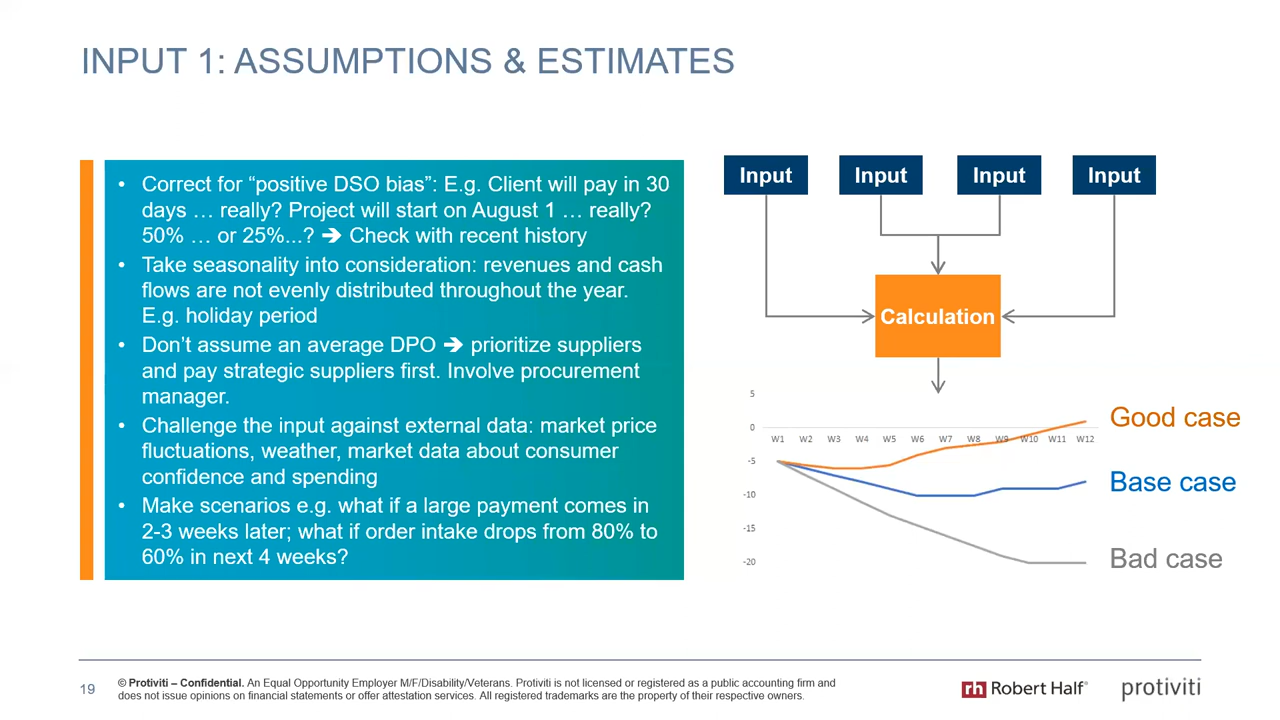 INPUT 1: ASSUMPTIONS & ESTIMATES
• Correct for “positive DSO bias”: E.g. Client will pay in 30
days … really? Project will start on August 1 … really?
50% … or 25%...? ➔ Check with recent history
• Take seasonality into consideration: revenues and cash
flows are not evenly distributed throughout the year.
E.g. holiday period
• Don’t assume an average DPO ➔ prioritize suppliers
and pay strategic suppliers first. Involve procurement
manager.
• Challenge the input against external data: market price
fluctuations, weather, market data about consumer
confidence and spending
• Make scenarios e.g. what if a large payment comes in
2-3 weeks later; what if order intake drops from 80% to
60% in next 4 weeks?
Input Input Input Input
Calculation
5
0
-5
-10
-15
-20
W1 W2 W3 W4 W5 W6 W7 W8 W9 W10 W11 W12
Good case
Base case
Bad case
19
© Protiviti – Confidential. An Equal Opportunity Employer M/F/Disability/Veterans. Protiviti is not licensed or registered as a public accounting firm and
does not issue opinions on financial statements or offer attestation services. All registered trademarks are the property of their respective owners.
rh Robert Half®
protiviti